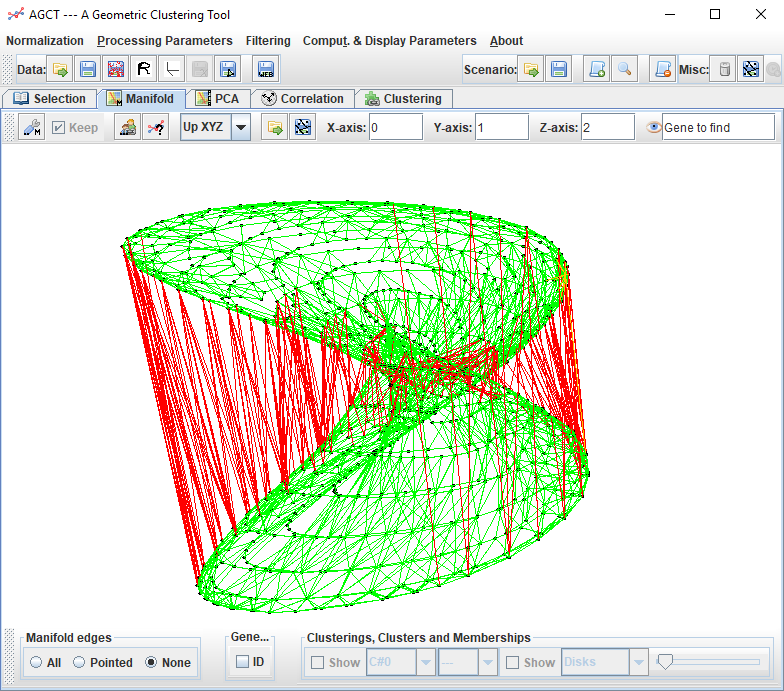 AGCT --- A Geometric Clustering Tool
Normalization Processing Parameters Filtering Comput. & Display Parameters About
Data: R WEB Scenario: Misc:
Selection Manifold PCA Correlation Clustering
M Keep Up XYZ X-axis: 0 Y-axis: 1 Z-axis: 2 Gene to find
Manifold edges Gene... Clusterings, Clusters and Memberships
All Pointed None ID Show C#0 --- Show Disks